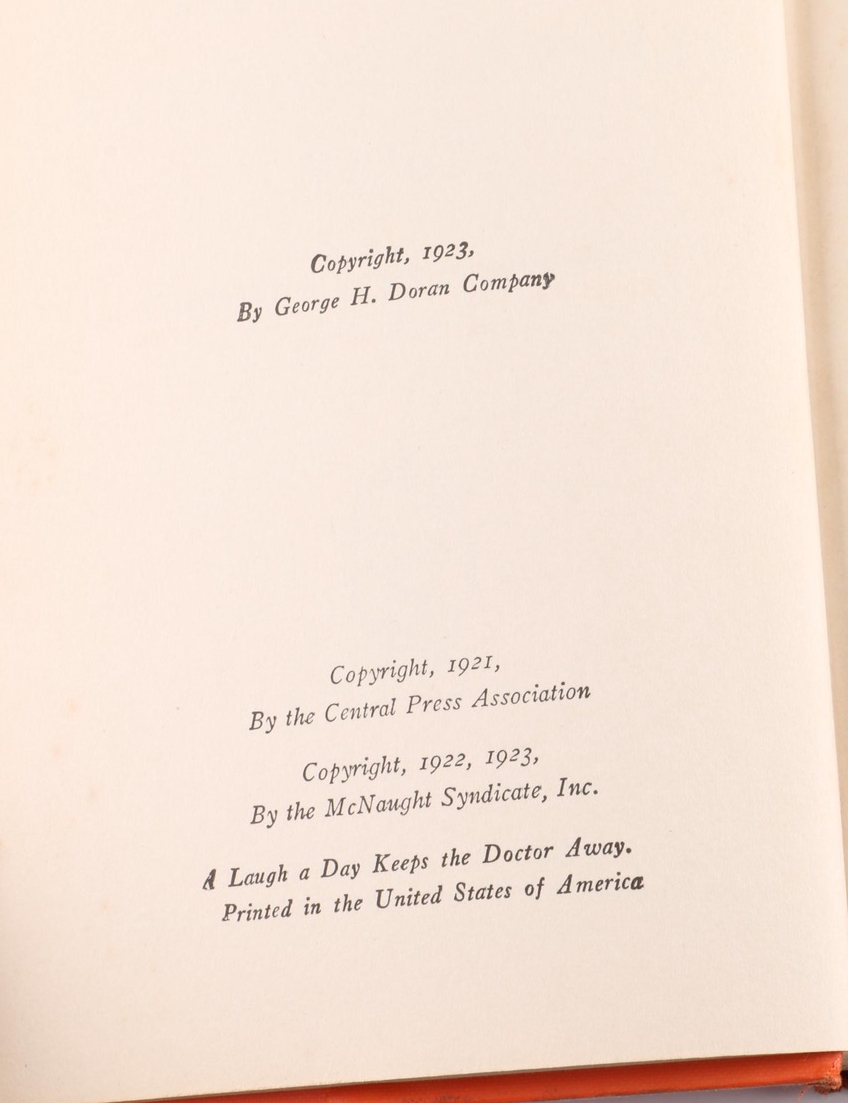 Copyright, 1923,
By George H. Doran Company
Copyright, 1921,
By the Central Press Association
Copyright, 1922, 1923,
By the McNaught Syndicate, Inc.
A Laugh a Day Keeps the Doctor Away.
Printed in the United States of America